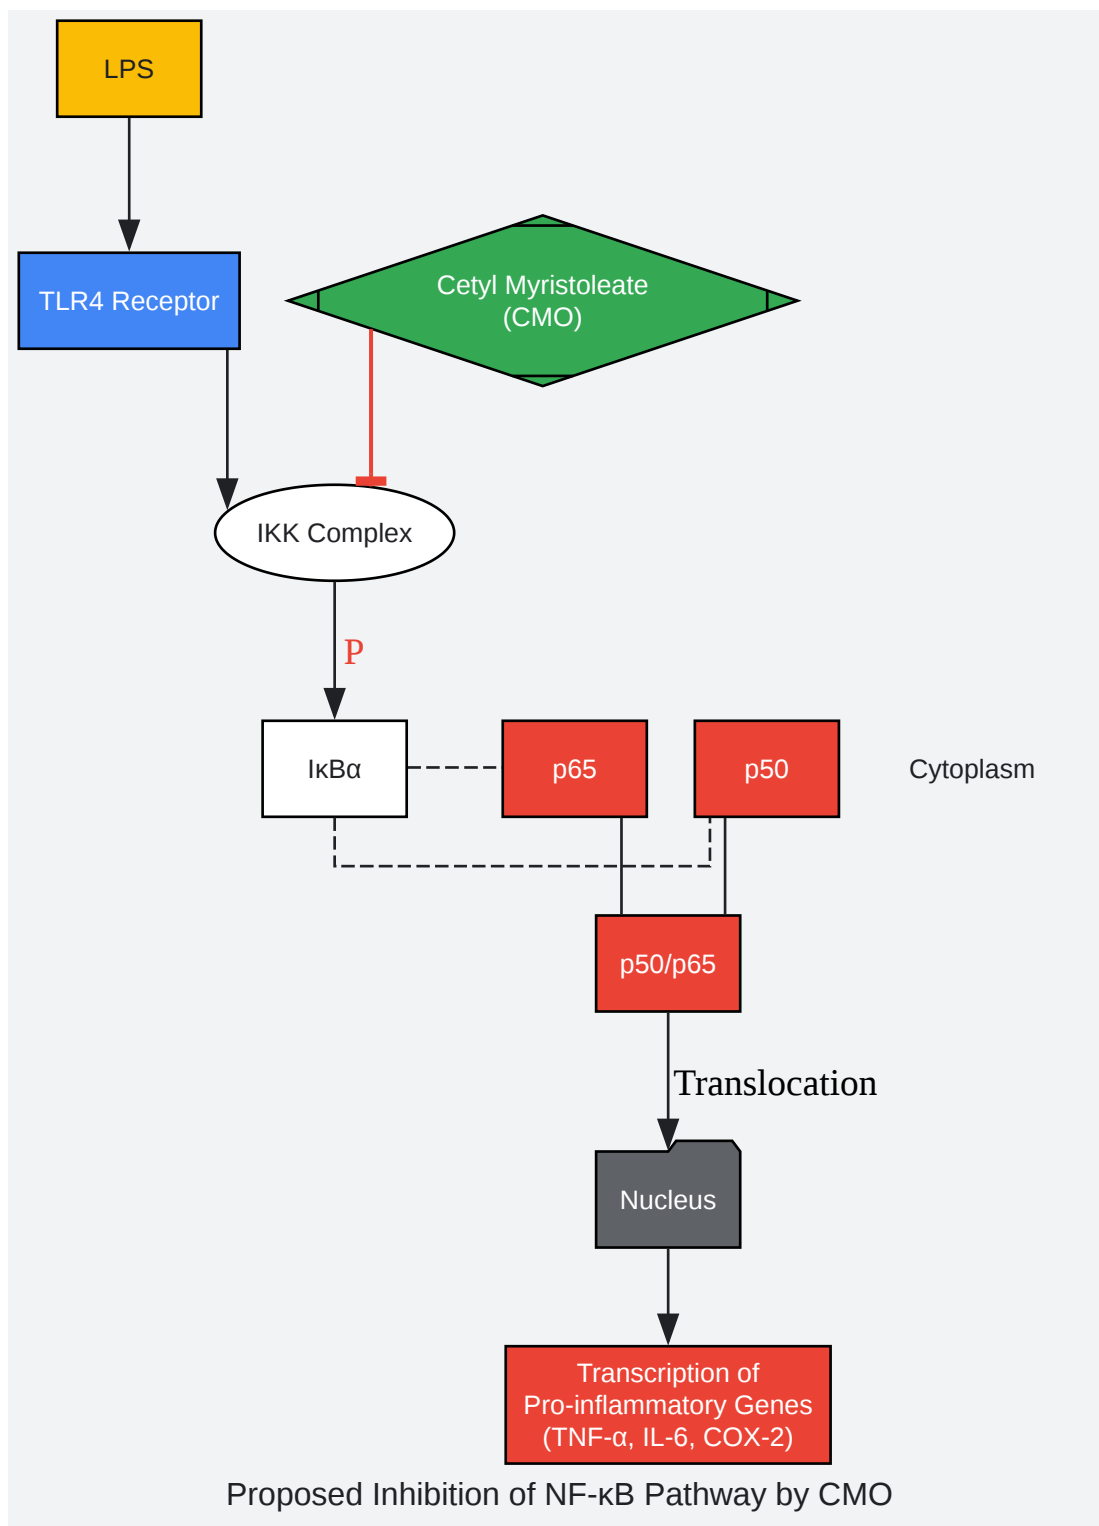 LPS
TLR4 Receptor
Cetyl Myristoleate
(CMO)
IKK Complex
P
IκBα
p65
p50
Cytoplasm
p50/p65
Translocation
Nucleus
Transcription of
Pro-inflammatory Genes
(TNF-α, IL-6, COX-2)
Proposed Inhibition of NF-κB Pathway by CMO